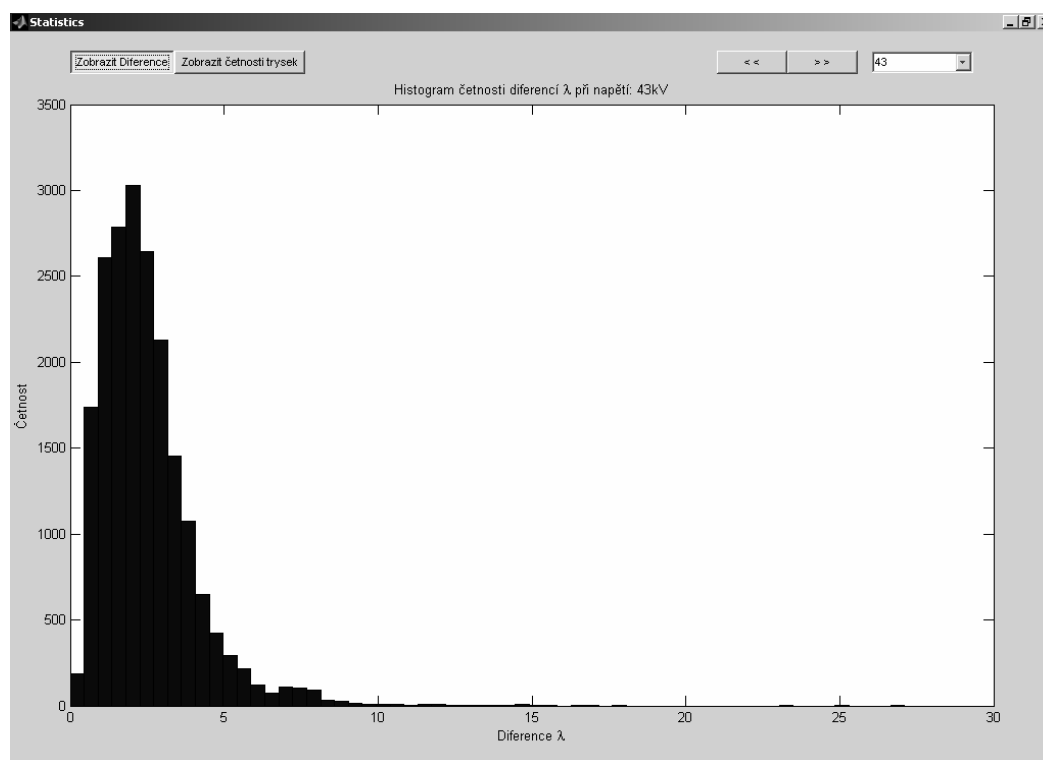 Statistics
Zobrazit Diference Zobrazit četnosti trysek << >> 43
Histogram četnosti diferencí λ při napětí: 43kV
3500
3000
2500
2000
1500
1000
500
0
Četnost
0 5 10 15 20 25 30
Diference λ